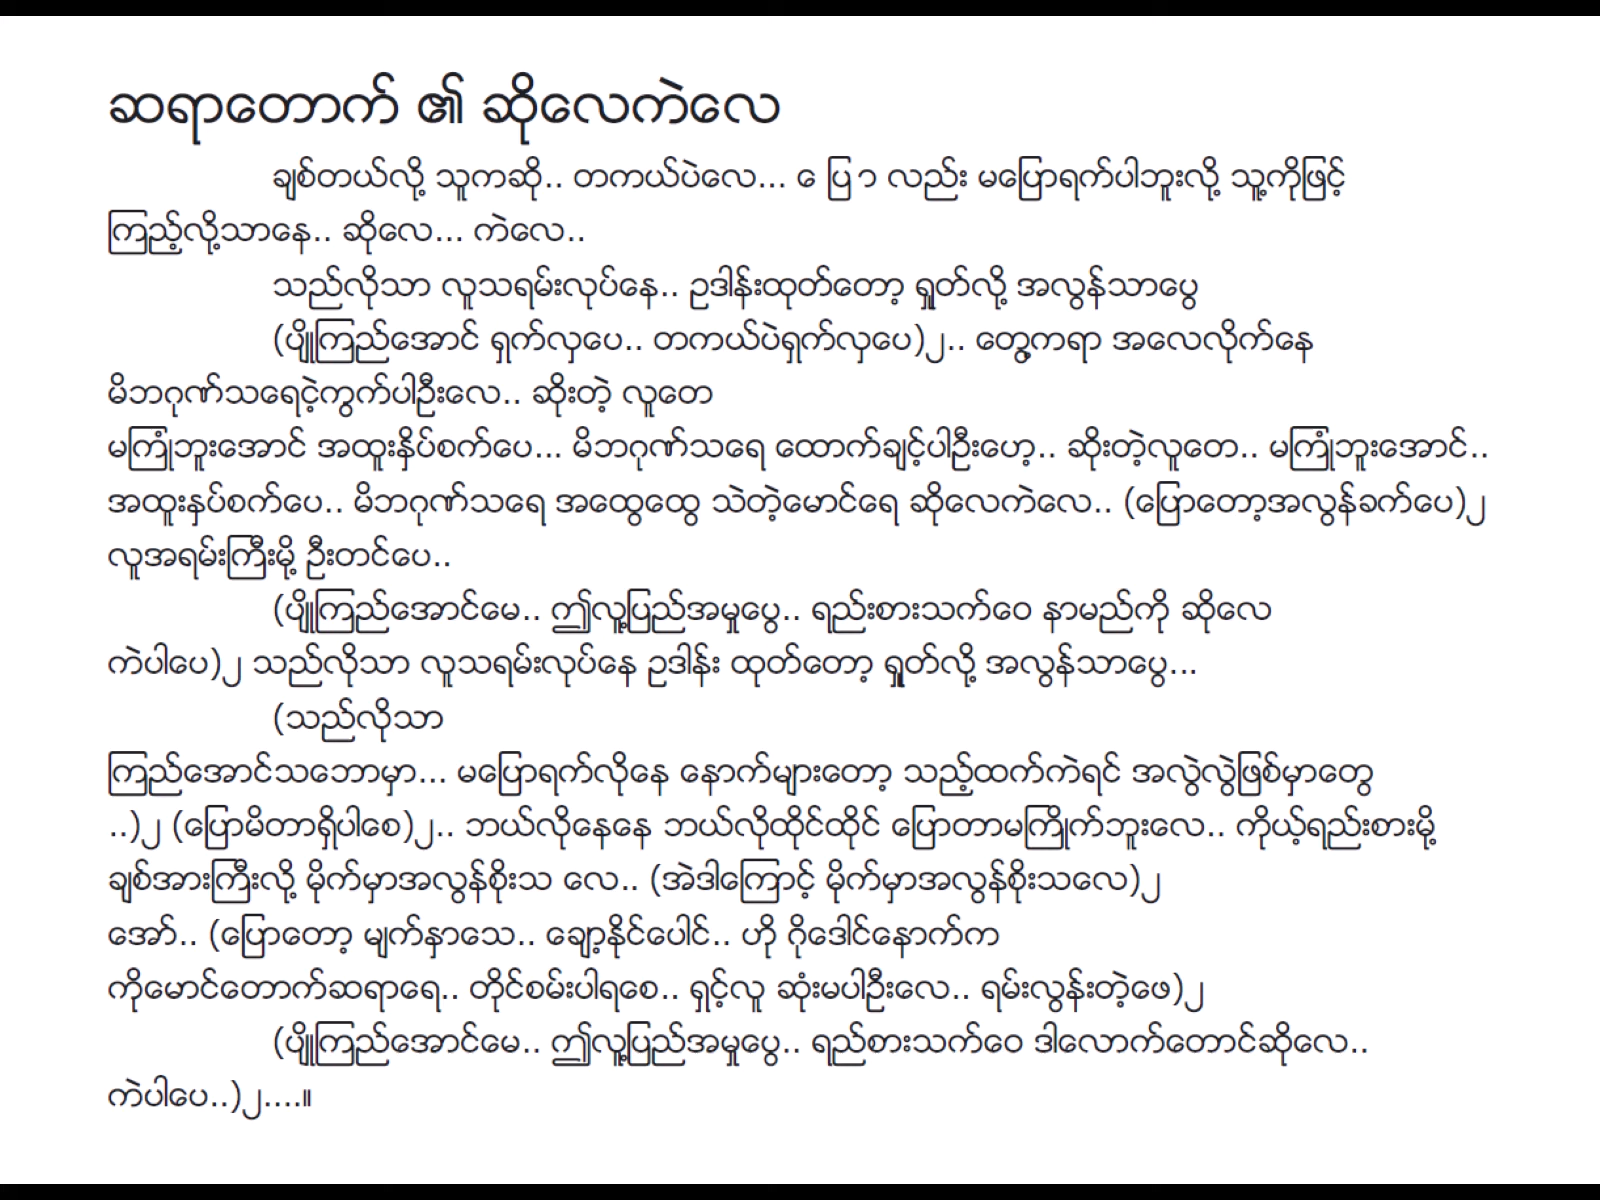 ဆရာတောက် ၏ ဆိုလေကဲလေ
ချစ်တယ်လို့ သူကဆို.. တကယ်ပဲလေ... ပြော လည်း မပြောရက်ပါဘူးလို့ သူ့ကိုဖြင့်
ကြည့်လို့သာနေ.. ဆိုလေ... ကဲလေ..
သည်လိုသာ လူသရမ်းလုပ်နေ.. ဥဒါန်းထုတ်တော့ ရှုတ်လို့ အလွန်သာပွေ
(ပျိုကြည်အောင် ရှက်လှပေ.. တကယ်ပဲရှက်လှပေ)၂.. တွေ့ကရာ အလေလိုက်နေ
မိဘဂုဏ်သရေငဲ့ကွက်ပါဦးလေ.. ဆိုးတဲ့ လူတေ
မကြုံဘူးအောင် အထူးနှိပ်စက်ပေ... မိဘဂုဏ်သရေ ထောက်ချင့်ပါဦးဟေ့.. ဆိုးတဲ့လူတေ.. မကြုံဘူးအောင်..
အထူးနှပ်စက်ပေ.. မိဘဂုဏ်သရေ အထွေထွေ သဲတဲ့မောင်ရေ ဆိုလေကဲလေ.. (ပြောတော့အလွန်ခက်ပေ)၂
လူအရမ်းကြီးမို့ ဦးတင်ပေ..
(ပျိုကြည်အောင်မေ.. ဤလူ့ပြည်အမှုပွေ.. ရည်းစားသက်ဝေ နာမည်ကို ဆိုလေ
ကဲပါပေ)၂ သည်လိုသာ လူသရမ်းလုပ်နေ ဥဒါန်း ထုတ်တော့ ရှုတ်လို့ အလွန်သာပွေ...
(သည်လိုသာ
ကြည်အောင်သဘောမှာ... မပြောရက်လိုနေ နောက်များတော့ သည့်ထက်ကဲရင် အလွဲလွဲဖြစ်မှာတွေ
..)၂ (ပြောမိတာရှိပါစေ)၂.. ဘယ်လိုနေနေ ဘယ်လိုထိုင်ထိုင် ပြောတာမကြိုက်ဘူးလေ.. ကိုယ့်ရည်းစားမို့
ချစ်အားကြီးလို့ မိုက်မှာအလွန်စိုးသ လေ.. (အဲဒါကြောင့် မိုက်မှာအလွန်စိုးသလေ)၂
အော်.. (ပြောတော့ မျက်နှာသေ.. ချော့နိုင်ပေါင်.. ဟို ဂိုဒေါင်နောက်က
ကိုမောင်တောက်ဆရာရေ.. တိုင်စမ်းပါရစေ.. ရှင့်လူ ဆုံးမပါဦးလေ.. ရမ်းလွန်းတဲ့ဖေ)၂
(ပျိုကြည်အောင်မေ.. ဤလူ့ပြည်အမှုပွေ.. ရည်စားသက်ဝေ ဒါလောက်တောင်ဆိုလေ..
ကဲပါပေ..)၂....။